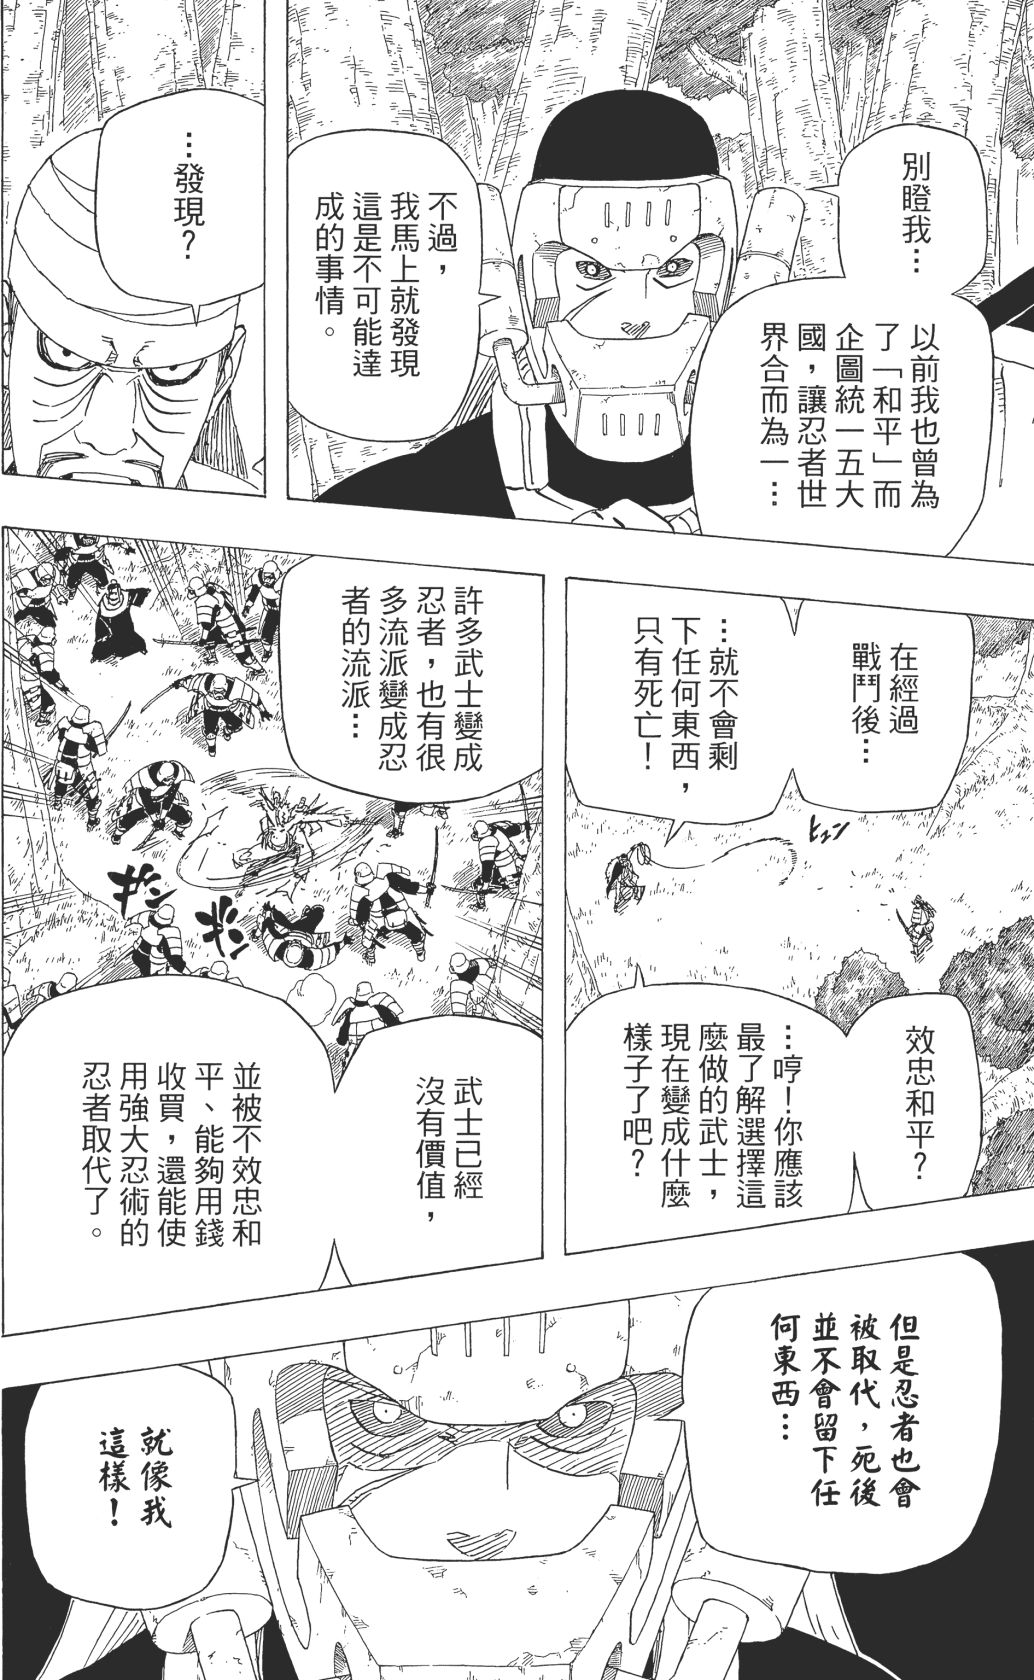 別瞪我…
以前我也曾為
了「和平」而
企圖統一五大
國，讓忍者世
界合而為一…
不過，
我馬上就發現
這是不可能達
成的事情。
…發現？
在經過
戰鬥後…
…就不會剩
下任何東西，
只有死亡！
ヒュン
效忠和平？
…哼！你應該
最了解選擇這
麼做的武士，
現在變成什麼
樣子了吧？
許多武士變成
忍者，也有很
多流派變成忍
者的流派…
ギン
ギン
武士已經
沒有價值，
並被不效忠和
平、能夠用錢
收買，還能使
用強大忍術的
忍者取代了。
但是忍者也會
被取代，死後
並不會留下任
何東西…
就像我
這樣！